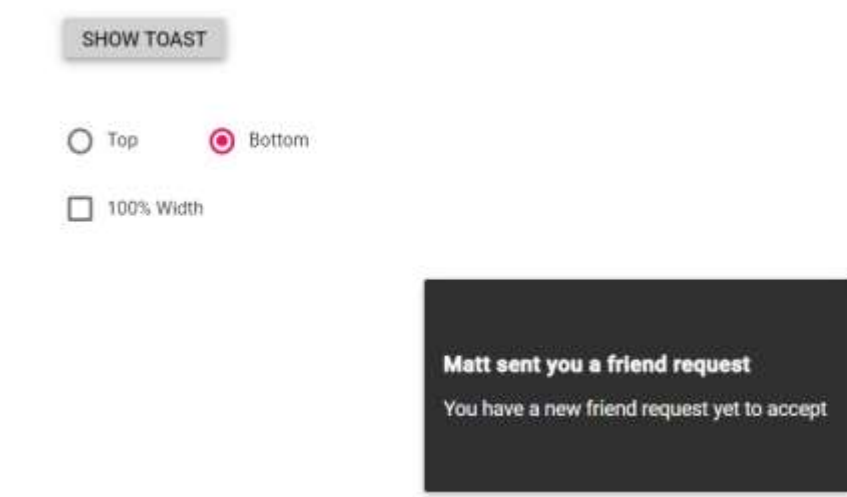 SHOW TOAST
Top Bottom
100% Width
Matt sent you a friend request
You have a new friend request yet to accept